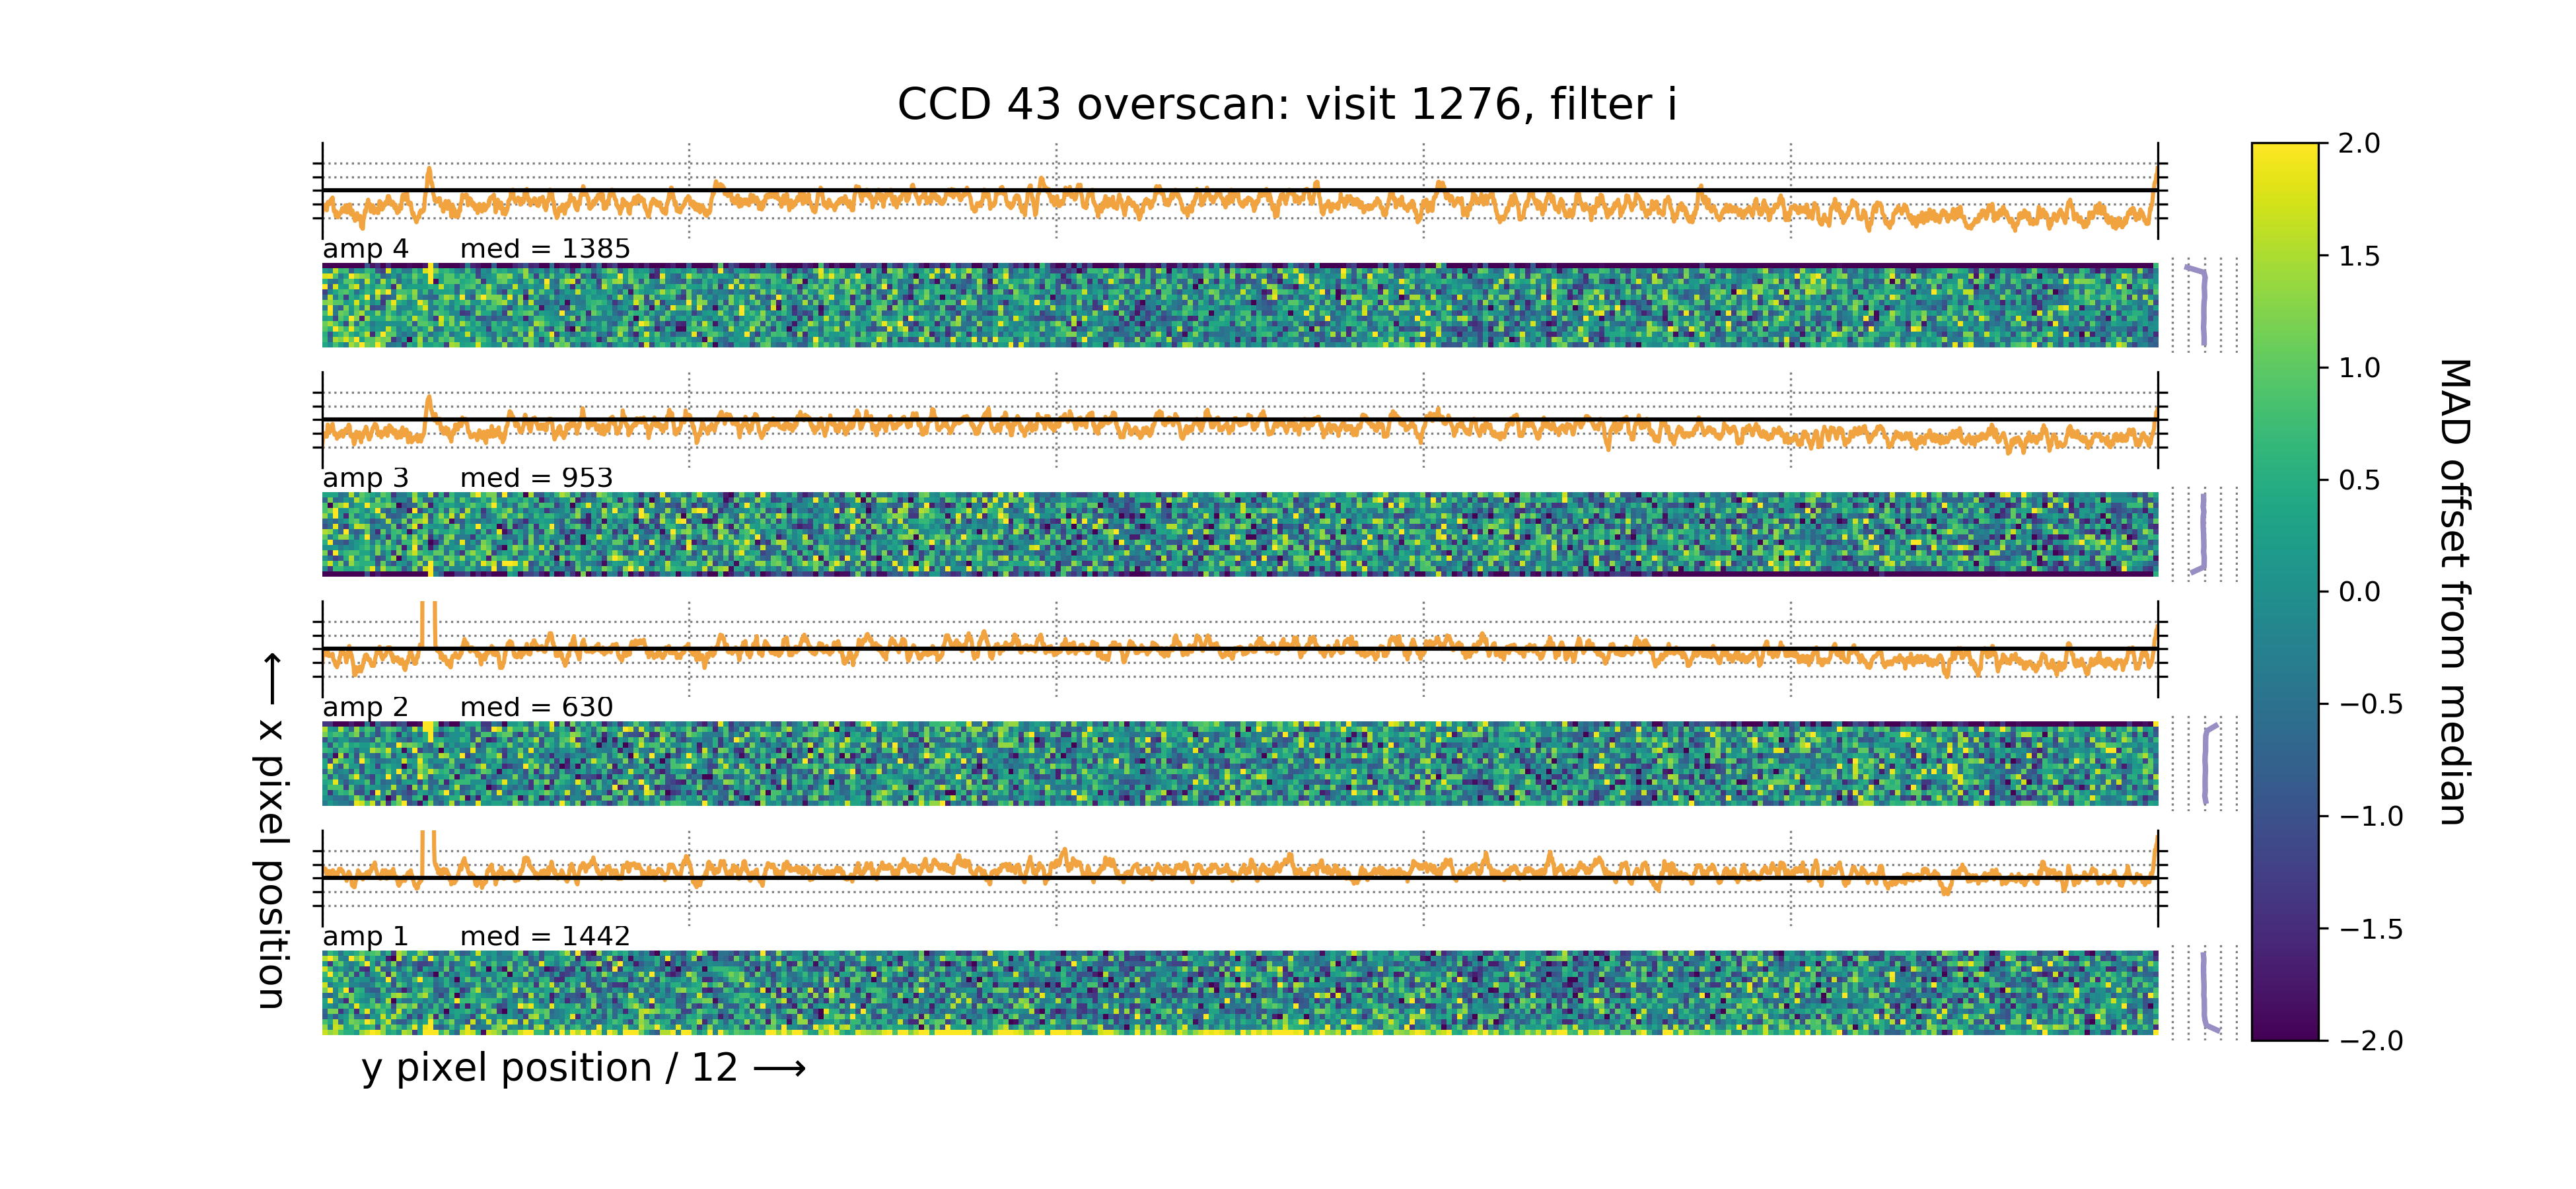 CCD 43 overscan: visit 1276, filter i
amp 4 med = 1385
amp 3 med = 953
amp 2 med = 630
amp 1 med = 1442
x pixel position ⟶
y pixel position / 12 ⟶
2.0
1.5
1.0
0.5
0.0
−0.5
−1.0
−1.5
−2.0
MAD offset from median